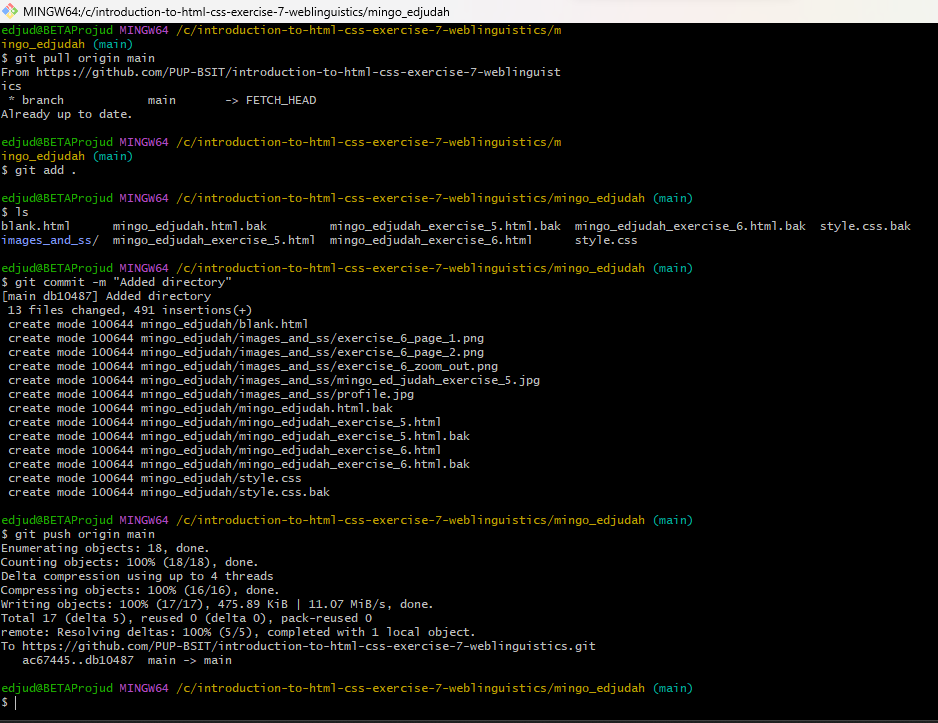 MINGW64:/c/introduction-to-html-css-exercise-7-weblinguistics/mingo_edjudah
edjud@BETAProjud MINGW64 /c/introduction-to-html-css-exercise-7-weblinguistics/m
ingo_edjudah (main)
$ git pull origin main
From https://github.com/PUP-BSIT/introduction-to-html-css-exercise-7-weblinguist
ics
 * branch            main       -> FETCH_HEAD
Already up to date.
edjud@BETAProjud MINGW64 /c/introduction-to-html-css-exercise-7-weblinguistics/m
ingo_edjudah (main)
$ git add .
edjud@BETAProjud MINGW64 /c/introduction-to-html-css-exercise-7-weblinguistics/mingo_edjudah (main)
$ ls
blank.html      mingo_edjudah.html.bak         mingo_edjudah_exercise_5.html.bak  mingo_edjudah_exercise_6.html.bak  style.css.bak
images_and_ss/  mingo_edjudah_exercise_5.html  mingo_edjudah_exercise_6.html      style.css
edjud@BETAProjud MINGW64 /c/introduction-to-html-css-exercise-7-weblinguistics/mingo_edjudah (main)
$ git commit -m "Added directory"
[main db10487] Added directory
 13 files changed, 491 insertions(+)
 create mode 100644 mingo_edjudah/blank.html
 create mode 100644 mingo_edjudah/images_and_ss/exercise_6_page_1.png
 create mode 100644 mingo_edjudah/images_and_ss/exercise_6_page_2.png
 create mode 100644 mingo_edjudah/images_and_ss/exercise_6_zoom_out.png
 create mode 100644 mingo_edjudah/images_and_ss/mingo_ed_judah_exercise_5.jpg
 create mode 100644 mingo_edjudah/images_and_ss/profile.jpg
 create mode 100644 mingo_edjudah/mingo_edjudah.html.bak
 create mode 100644 mingo_edjudah/mingo_edjudah_exercise_5.html
 create mode 100644 mingo_edjudah/mingo_edjudah_exercise_5.html.bak
 create mode 100644 mingo_edjudah/mingo_edjudah_exercise_6.html
 create mode 100644 mingo_edjudah/mingo_edjudah_exercise_6.html.bak
 create mode 100644 mingo_edjudah/style.css
 create mode 100644 mingo_edjudah/style.css.bak
edjud@BETAProjud MINGW64 /c/introduction-to-html-css-exercise-7-weblinguistics/mingo_edjudah (main)
$ git push origin main
Enumerating objects: 18, done.
Counting objects: 100% (18/18), done.
Delta compression using up to 4 threads
Compressing objects: 100% (16/16), done.
Writing objects: 100% (17/17), 475.89 KiB | 11.07 MiB/s, done.
Total 17 (delta 5), reused 0 (delta 0), pack-reused 0
remote: Resolving deltas: 100% (5/5), completed with 1 local object.
To https://github.com/PUP-BSIT/introduction-to-html-css-exercise-7-weblinguistics.git
   ac67445..db10487  main -> main
edjud@BETAProjud MINGW64 /c/introduction-to-html-css-exercise-7-weblinguistics/mingo_edjudah (main)
$